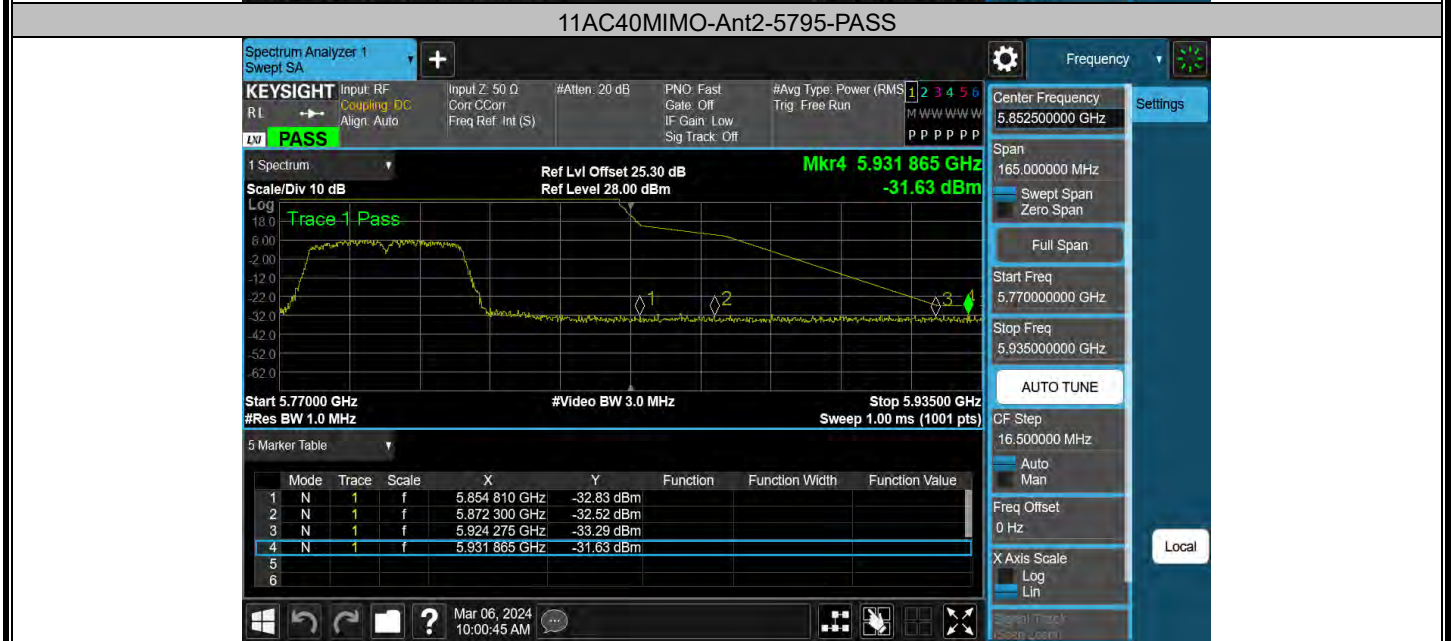 11AC40MIMO-Ant2-5795-PASS
Spectrum Analyzer 1
Swept SA
+
Frequency
KEYSIGHT
RL
LXI PASS
Input: RF
Coupling: DC
Align: Auto
Input Z: 50 Ω
Corr CCorr
Freq Ref: Int (S)
#Atten: 20 dB
PNO: Fast
Gate: Off
IF Gain: Low
Sig Track: Off
#Avg Type: Power (RMS
Trig: Free Run
1 2 3 4 5 6
M W W W W W
P P P P P P
1 Spectrum
Scale/Div 10 dB
Ref Lvl Offset 25.30 dB
Ref Level 28.00 dBm
Mkr4 5.931 865 GHz
-31.63 dBm
Log
Trace 1 Pass
18.0
8.00
-2.00
-12.0
-22.0
-32.0
-42.0
-52.0
-62.0
1
2
3
4
Start 5.77000 GHz
#Video BW 3.0 MHz
Stop 5.93500 GHz
#Res BW 1.0 MHz
Sweep 1.00 ms (1001 pts)
5 Marker Table
Mode Trace Scale X Y Function Function Width Function Value
1 N 1 f 5.854 810 GHz -32.83 dBm
2 N 1 f 5.872 300 GHz -32.52 dBm
3 N 1 f 5.924 275 GHz -33.29 dBm
4 N 1 f 5.931 865 GHz -31.63 dBm
5
6
?
Mar 06, 2024
10:00:45 AM
Center Frequency
5.852500000 GHz
Settings
Span
165.000000 MHz
Swept Span
Zero Span
Full Span
Start Freq
5.770000000 GHz
Stop Freq
5.935000000 GHz
AUTO TUNE
CF Step
16.500000 MHz
Auto
Man
Freq Offset
0 Hz
X Axis Scale
Log
Lin
Local
Signal Track
(Span Zoom)